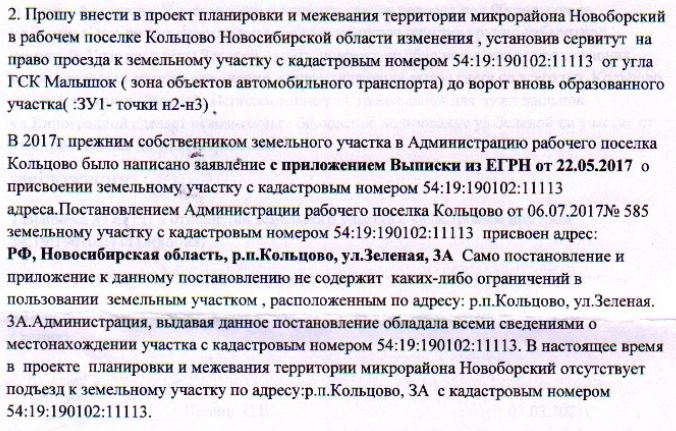 2. Прошу внести в проект планировки и межевания территории микрорайона Новоборский
в рабочем поселке Кольцово Новосибирской области изменения , установив сервитут на
право проезда к земельному участку с кадастровым номером 54:19:190102:11113 от угла
ГСК Малышок ( зона объектов автомобильного транспорта) до ворот вновь образованного
участка( :ЗУ1- точки н2-н3) .
В 2017г прежним собственником земельного участка в Администрацию рабочего поселка
Кольцово было написано заявление с приложением Выписки из ЕГРН от 22.05.2017 о
присвоении земельному участку с кадастровым номером 54:19:190102:11113
адреса.Постановлением Администрации рабочего поселка Кольцово от 06.07.2017№ 585
земельному участку с кадастровым номером 54:19:190102:11113 присвоен адрес:
РФ, Новосибирская область, р.п.Кольцово, ул.Зеленая, 3А Само постановление и
приложение к данному постановлению не содержит каких-либо ограничений в
пользовании земельным участком , расположенным по адресу: р.п.Кольцово, ул.Зеленая.
3А.Администрация, выдавая данное постановление обладала всеми сведениями о
местонахождении участка с кадастровым номером 54:19:190102:11113. В настоящее время
в проекте планировки и межевания территории микрорайона Новоборский отсутствует
подъезд к земельному участку по адресу:р.п.Кольцово, 3А с кадастровым номером
54:19:190102:11113.